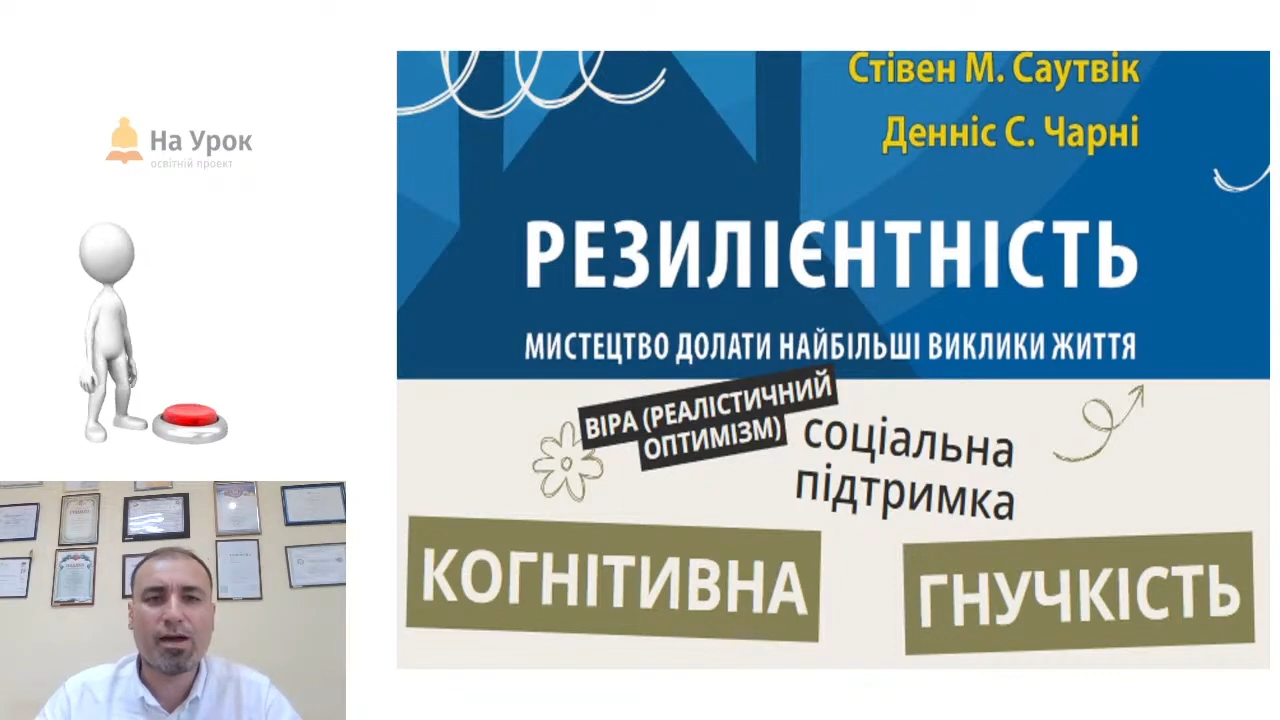 На Урок
освітній проект
Стівен М. Саутвік
Денніс С. Чарні
РЕЗИЛІЄНТНІСТЬ
МИСТЕЦТВО ДОЛАТИ НАЙБІЛЬШІ ВИКЛИКИ ЖИТТЯ
ВІРА (РЕАЛІСТИЧНИЙ
ОПТИМІЗМ)
соціальна
підтримка
КОГНІТИВНА
ГНУЧКІСТЬ